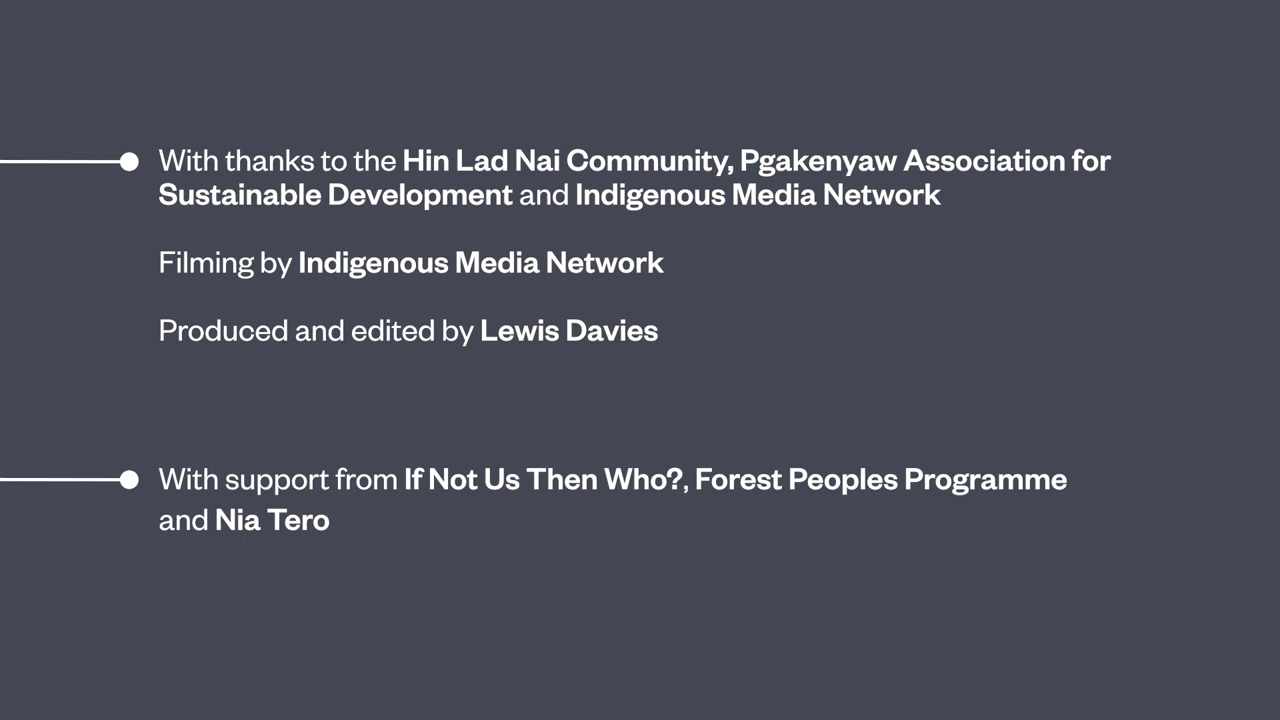 With thanks to the Hin Lad Nai Community, Pgakenyaw Association for
Sustainable Development and Indigenous Media Network
Filming by Indigenous Media Network
Produced and edited by Lewis Davies
With support from If Not Us Then Who?, Forest Peoples Programme
and Nia Tero